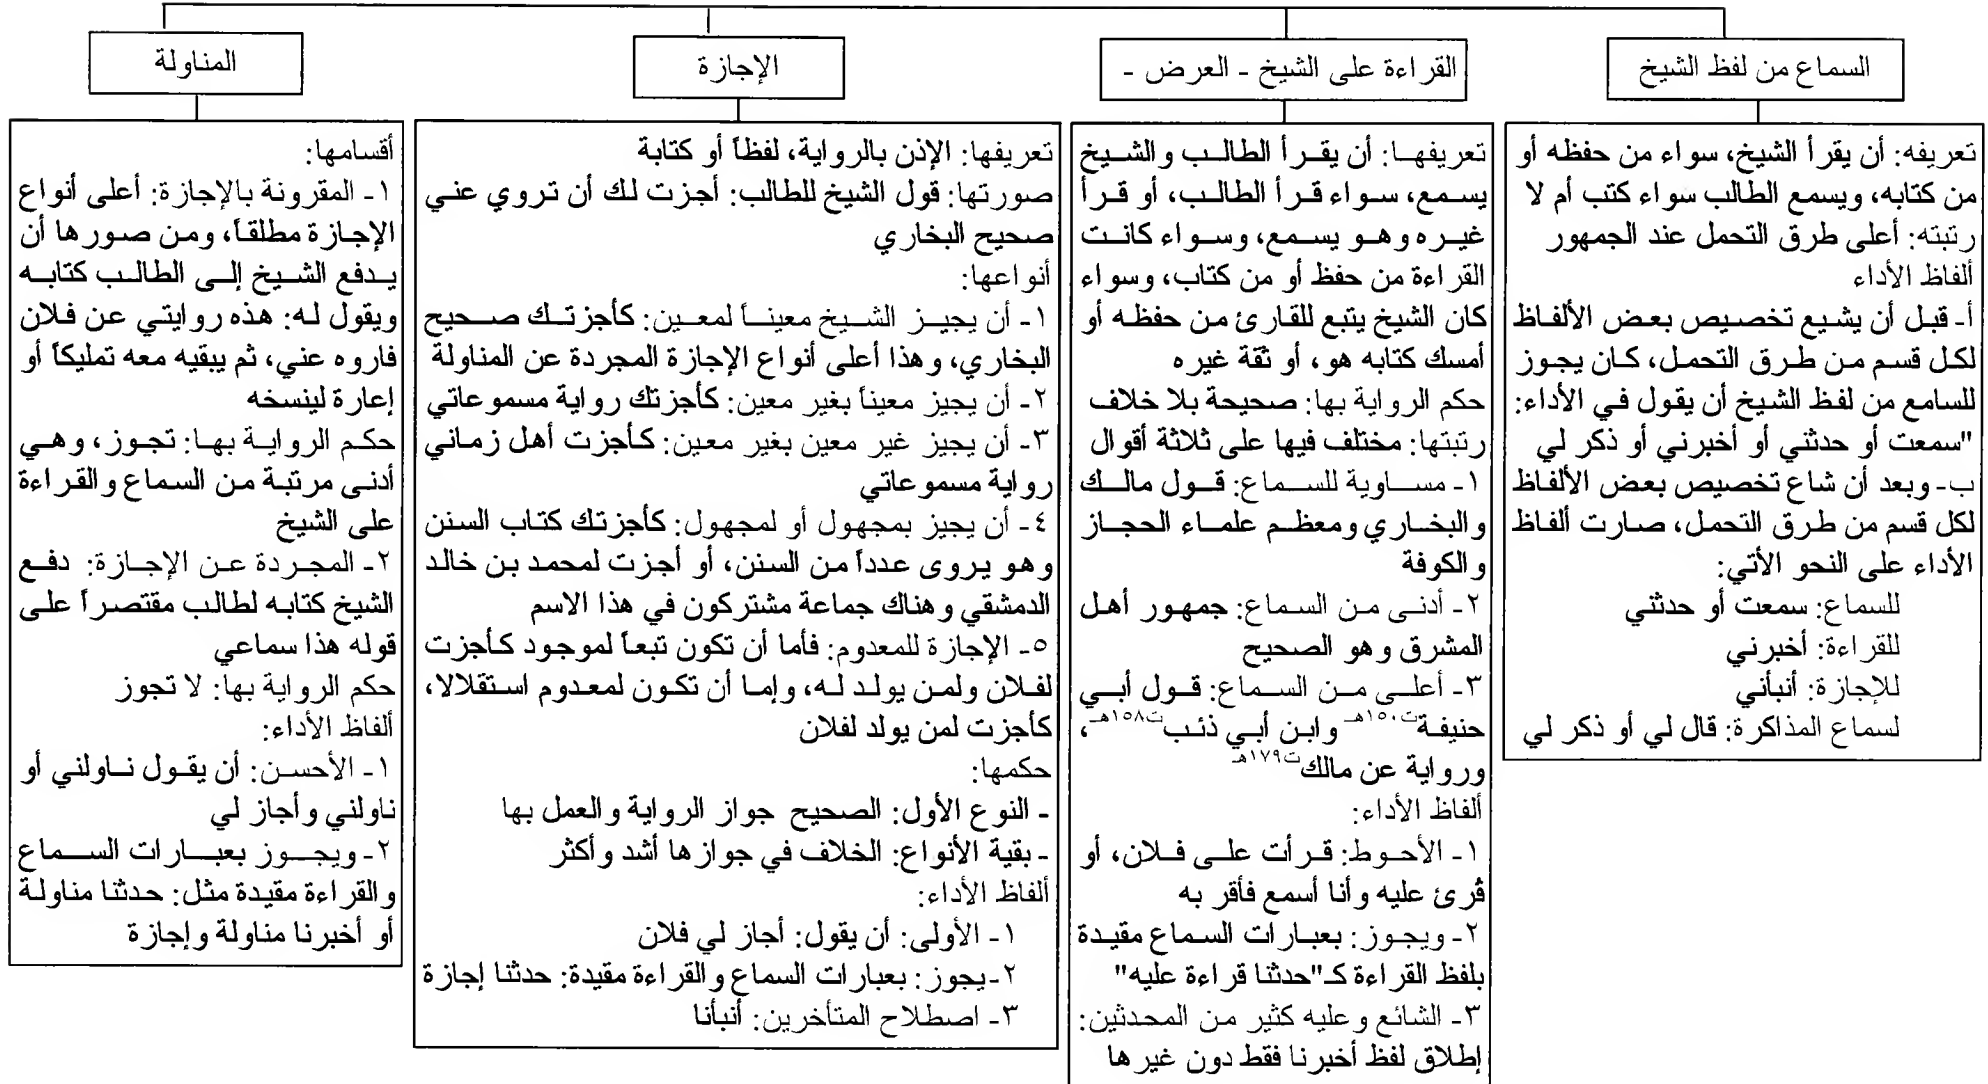 السماع من لفظ الشيخ
تعريفه: أن يقرأ الشيخ، سواء من حفظه أو
من كتابه، ويسمع الطالب سواء كتب أم لا
رتبته: أعلى طرق التحمل عند الجمهور
ألفاظ الأداء
أ- قبل أن يشيع تخصيص بعض الألفاظ
لكل قسم من طرق التحمل، كان يجوز
للسامع من لفظ الشيخ أن يقول في الأداء:
"سمعت أو حدثني أو أخبرني أو ذكر لي
ب- وبعد أن شاع تخصيص بعض الألفاظ
لكل قسم من طرق التحمل، صارت ألفاظ
الأداء على النحو الأتي:
للسماع: سمعت أو حدثني
للقراءة: أخبرني
للإجازة: أنبأني
لسماع المذاكرة: قال لي أو ذكر لي
القراءة على الشيخ - العرض -
تعريفها: أن يقرأ الطالب والشيخ
يسمع، سواء قرأ الطالب، أو قرأ
غيره وهو يسمع، وسواء كانت
القراءة من حفظ أو من كتاب، وسواء
كان الشيخ يتبع للقارئ من حفظه أو
أمسك كتابه هو، أو ثقة غيره
حكم الرواية بها: صحيحة بلا خلاف
رتبتها: مختلف فيها على ثلاثة أقوال
١- مساوية للسماع: قول مالك
والبخاري ومعظم علماء الحجاز
والكوفة
٢- أدنى من السماع: جمهور أهل
المشرق وهو الصحيح
٣- أعلى من السماع: قول أبي
حنيفة ت١٥٠هـ وابن أبي ذئب ت١٥٨هـ،
ورواية عن مالك ت١٧٩هـ
ألفاظ الأداء:
١- الأحوط: قرأت على فلان، أو
قُرئ عليه وأنا أسمع فأقر به
٢- ويجوز: بعبارات السماع مقيدة
بلفظ القراءة كـ"حدثنا قراءة عليه"
٣- الشائع وعليه كثير من المحدثين:
إطلاق لفظ أخبرنا فقط دون غيرها
الإجازة
تعريفها: الإذن بالرواية، لفظاً أو كتابة
صورتها: قول الشيخ للطالب: أجزت لك أن تروي عني
صحيح البخاري
أنواعها:
١- أن يجيز الشيخ معيناً لمعين: كأجزتك صحيح
البخاري، وهذا أعلى أنواع الإجازة المجردة عن المناولة
٢- أن يجيز معيناً بغير معين: كأجزتك رواية مسموعاتي
٣- أن يجيز غير معين بغير معين: كأجزت أهل زماني
رواية مسموعاتي
٤- أن يجيز بمجهول أو لمجهول: كأجزتك كتاب السنن
وهو يروى عدداً من السنن، أو أجزت لمحمد بن خالد
الدمشقي وهناك جماعة مشتركون في هذا الاسم
٥- الإجازة للمعدوم: فأما أن تكون تبعاً لموجود كأجزت
لفلان ولمن يولد له، وإما أن تكون لمعدوم استقلالا،
كأجزت لمن يولد لفلان
حكمها:
- النوع الأول: الصحيح جواز الرواية والعمل بها
- بقية الأنواع: الخلاف في جوازها أشد وأكثر
ألفاظ الأداء:
١- الأولى: أن يقول: أجاز لي فلان
٢-يجوز: بعبارات السماع والقراءة مقيدة: حدثنا إجازة
٣- اصطلاح المتأخرين: أنبأنا
المناولة
أقسامها:
١- المقرونة بالإجازة: أعلى أنواع
الإجازة مطلقاً، ومن صورها أن
يدفع الشيخ إلى الطالب كتابه
ويقول له: هذه روايتي عن فلان
فاروه عني، ثم يبقيه معه تمليكاً أو
إعارة لينسخه
حكم الرواية بها: تجوز، وهي
أدنى مرتبة من السماع والقراءة
على الشيخ
٢- المجردة عن الإجازة: دفع
الشيخ كتابه لطالب مقتصراً على
قوله هذا سماعي
حكم الرواية بها: لا تجوز
ألفاظ الأداء:
١- الأحسن: أن يقول ناولني أو
ناولني وأجاز لي
٢- ويجوز بعبارات السماع
والقراءة مقيدة مثل: حدثنا مناولة
أو أخبرنا مناولة وإجازة